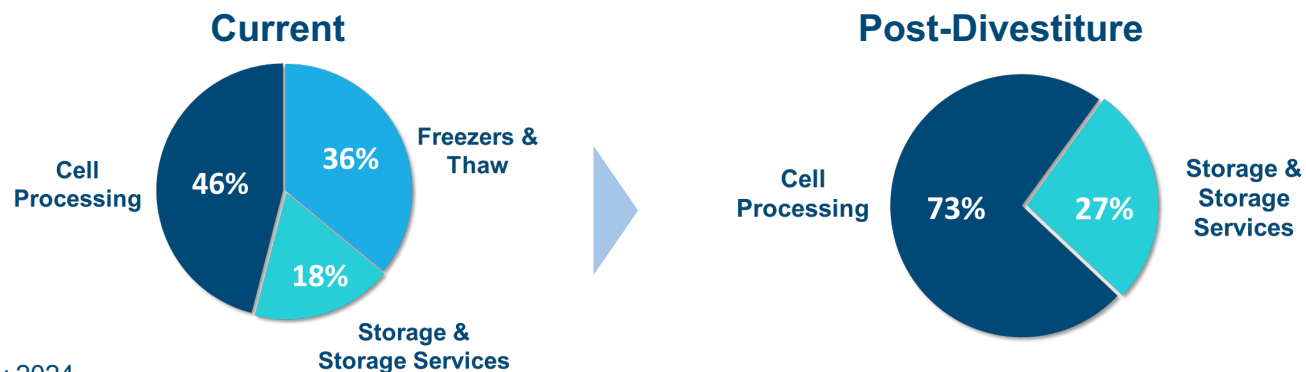 Current
Post-Divestiture
Cell
Processing
46%
36%
18%
Freezers &
Thaw
Storage &
Storage Services
Cell
Processing
73%
27%
Storage &
Storage
Services
2024